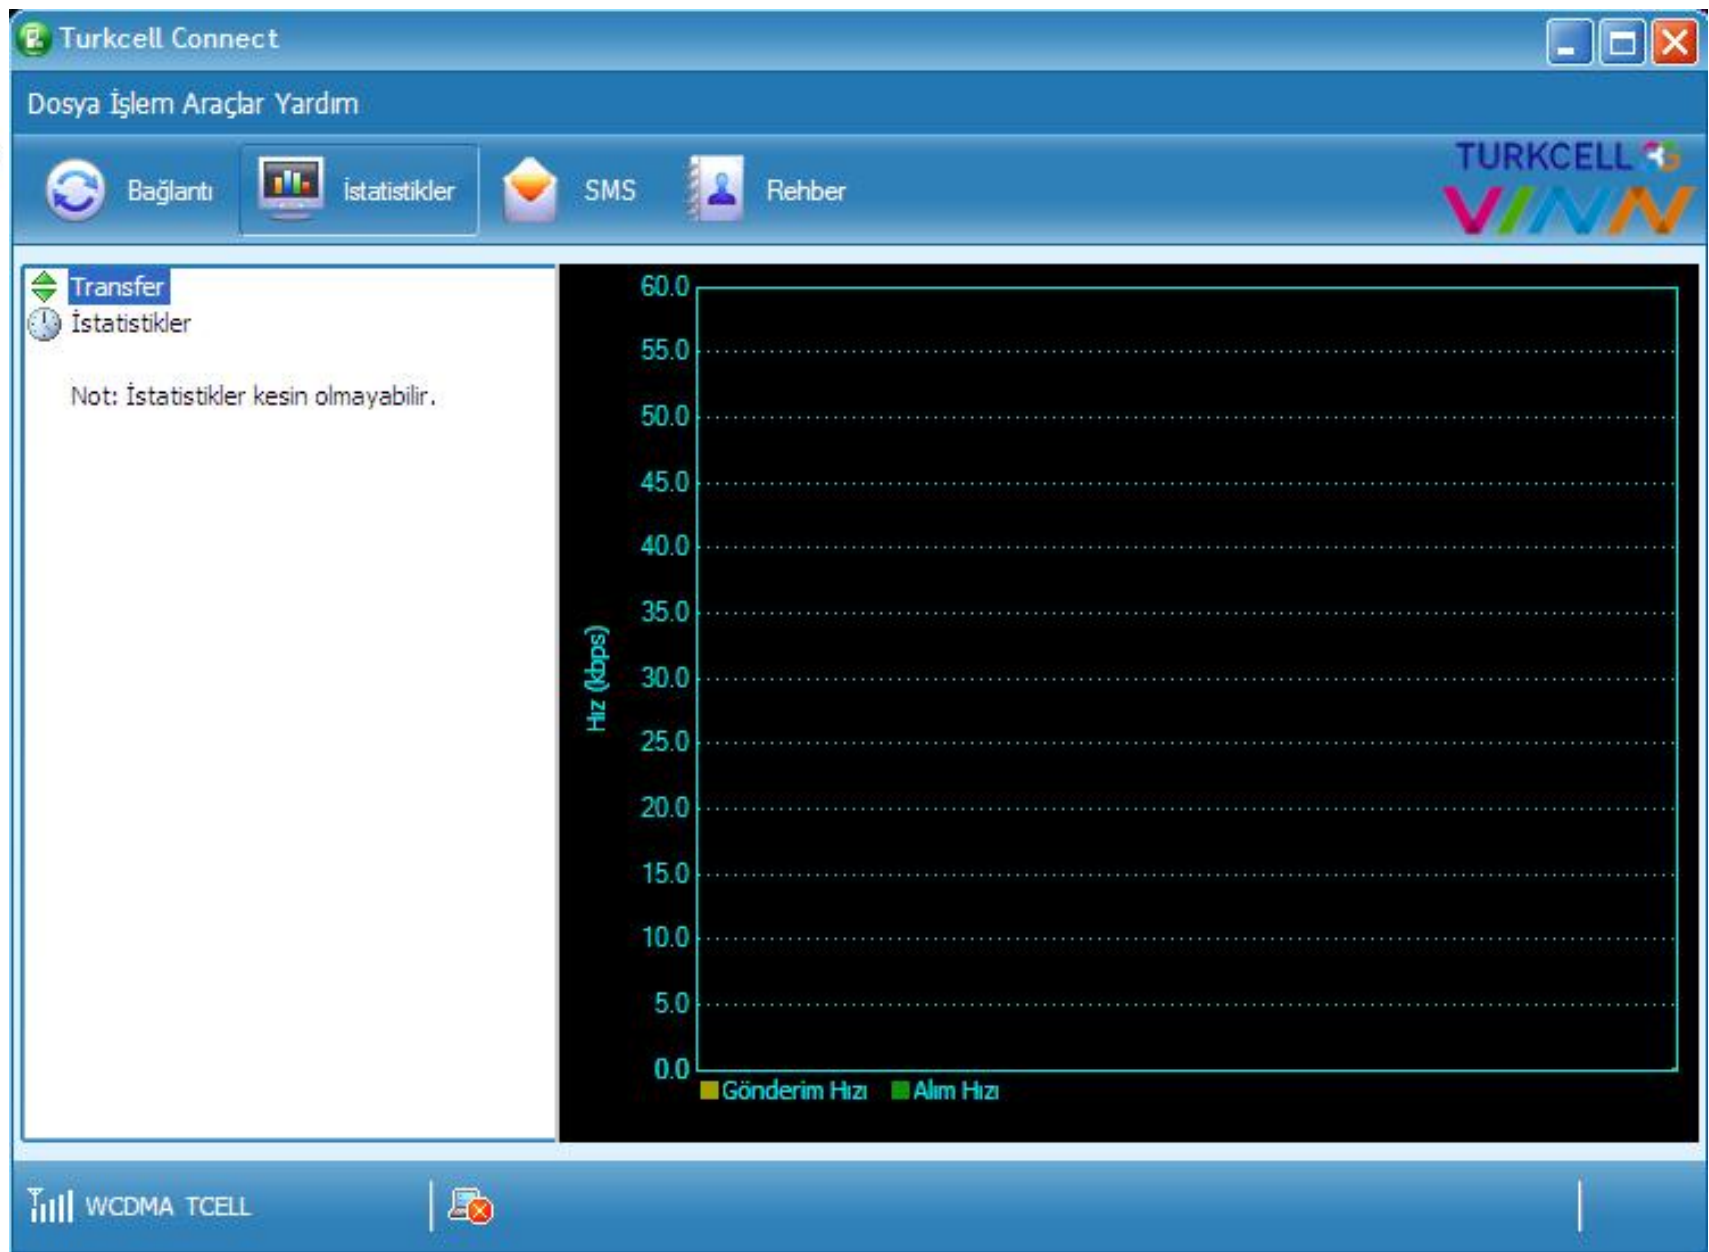 Turkcell Connect
Dosya İşlem Araçlar Yardım
Bağlantı İstatistikler SMS Rehber
TURKCELL 3G
VINN
Transfer
İstatistikler
Not: İstatistikler kesin olmayabilir.
60.0
55.0
50.0
45.0
40.0
35.0
30.0
25.0
20.0
15.0
10.0
5.0
0.0
Hız (kbps)
Gönderim Hızı Alım Hızı
WCDMA TCELL